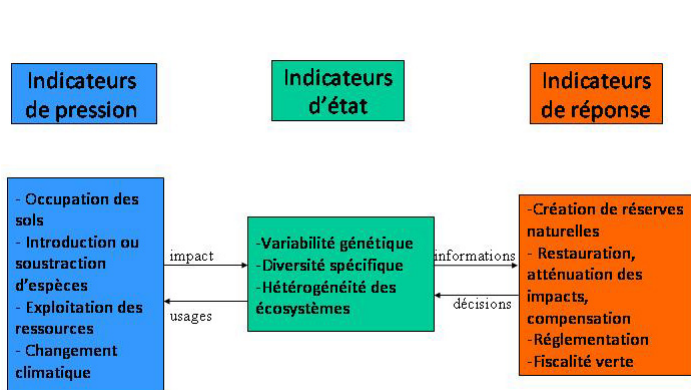 Indicateurs
de pression
Indicateurs
d'état
Indicateurs
de réponse
- Occupation des
sols
- Introduction ou
soustraction
d'espèces
- Exploitation des
ressources
- Changement
climatique
impact
usages
-Variabilité génétique
-Diversité spécifique
-Hétérogénéité des
écosystèmes
informations
décisions
-Création de réserves
naturelles
- Restauration,
atténuation des
impacts,
compensation
-Réglementation
-Fiscalité verte